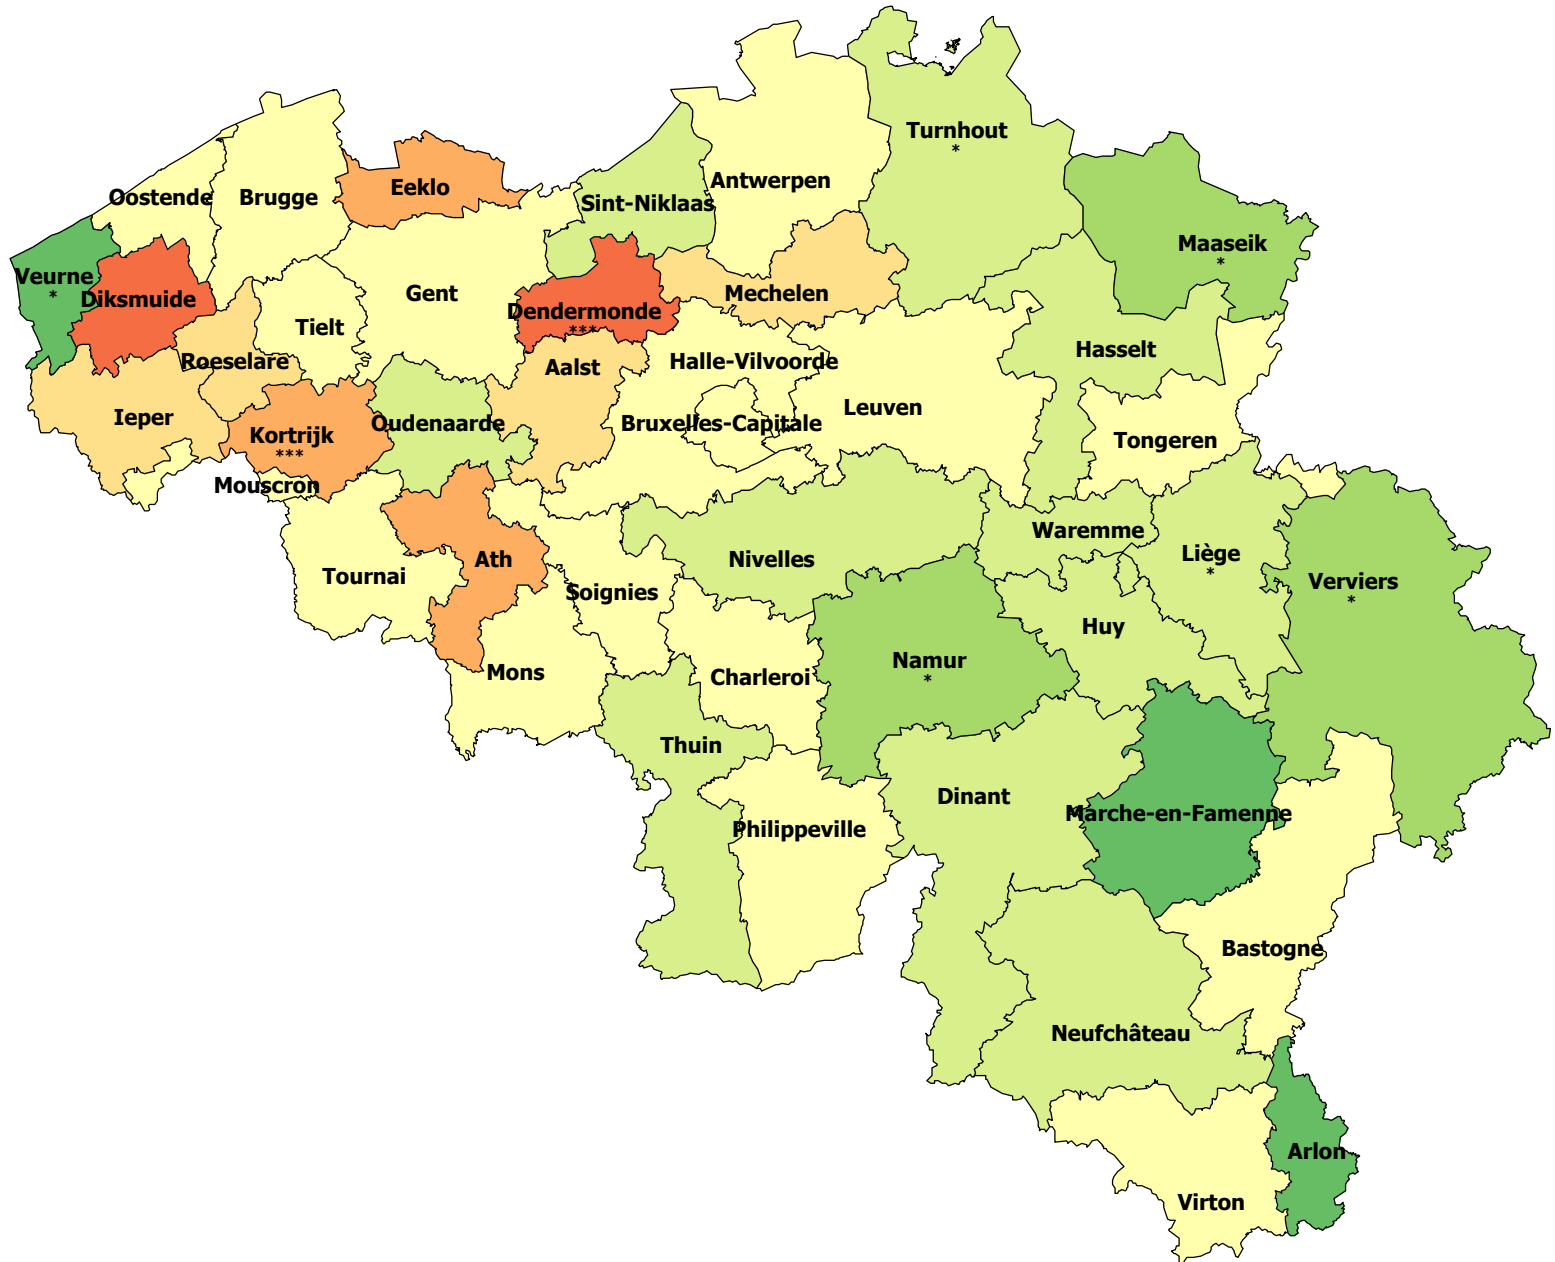 Turnhout
*
Antwerpen
Eeklo
Oostende
Brugge
Sint-Niklaas
Maaseik
*
Veurne
*
Diksmuide
Gent
Mechelen
Dendermonde
***
Tielt
Hasselt
Roeselare
Halle-Vilvoorde
Aalst
Leuven
Ieper
Oudenaarde
Bruxelles-Capitale
Kortrijk
***
Tongeren
Mouscron
Waremme
Liège
*
Nivelles
Ath
Tournai
Verviers
*
Soignies
Huy
Namur
*
Mons
Charleroi
Thuin
Dinant
Marche-en-Famenne
Philippeville
Bastogne
Neufchâteau
Arlon
Virton